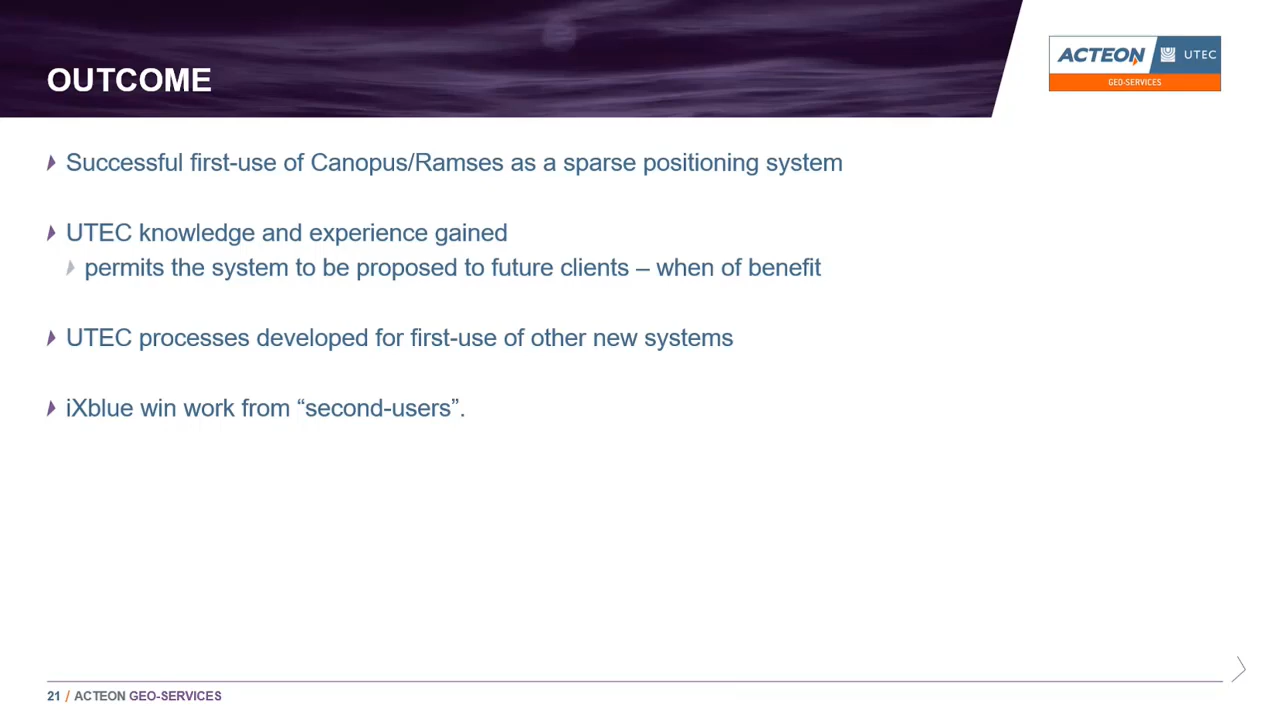 OUTCOME
ACTEON UTEC
GEO-SERVICES
Successful first-use of Canopus/Ramses as a sparse positioning system
UTEC knowledge and experience gained
permits the system to be proposed to future clients – when of benefit
UTEC processes developed for first-use of other new systems
iXblue win work from “second-users”.
21 / ACTEON GEO-SERVICES